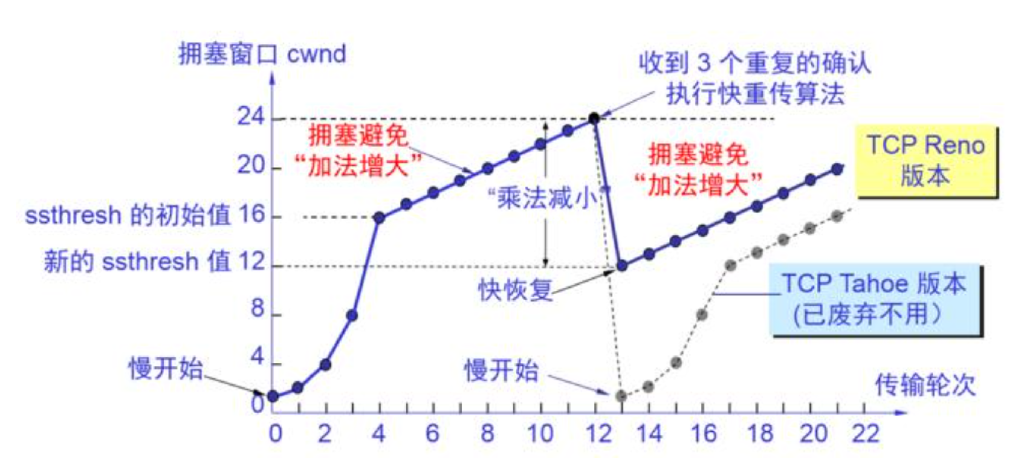 拥塞窗口 cwnd
收到 3 个重复的确认
执行快重传算法
24
拥塞避免
“加法增大”
拥塞避免
“加法增大”
TCP Reno
版本
20
“乘法减小”
ssthresh 的初始值 16
新的 ssthresh 值 12
快恢复
TCP Tahoe 版本
(已废弃不用）
8
4
慢开始
慢开始
传输轮次
0
0 2 4 6 8 10 12 14 16 18 20 22